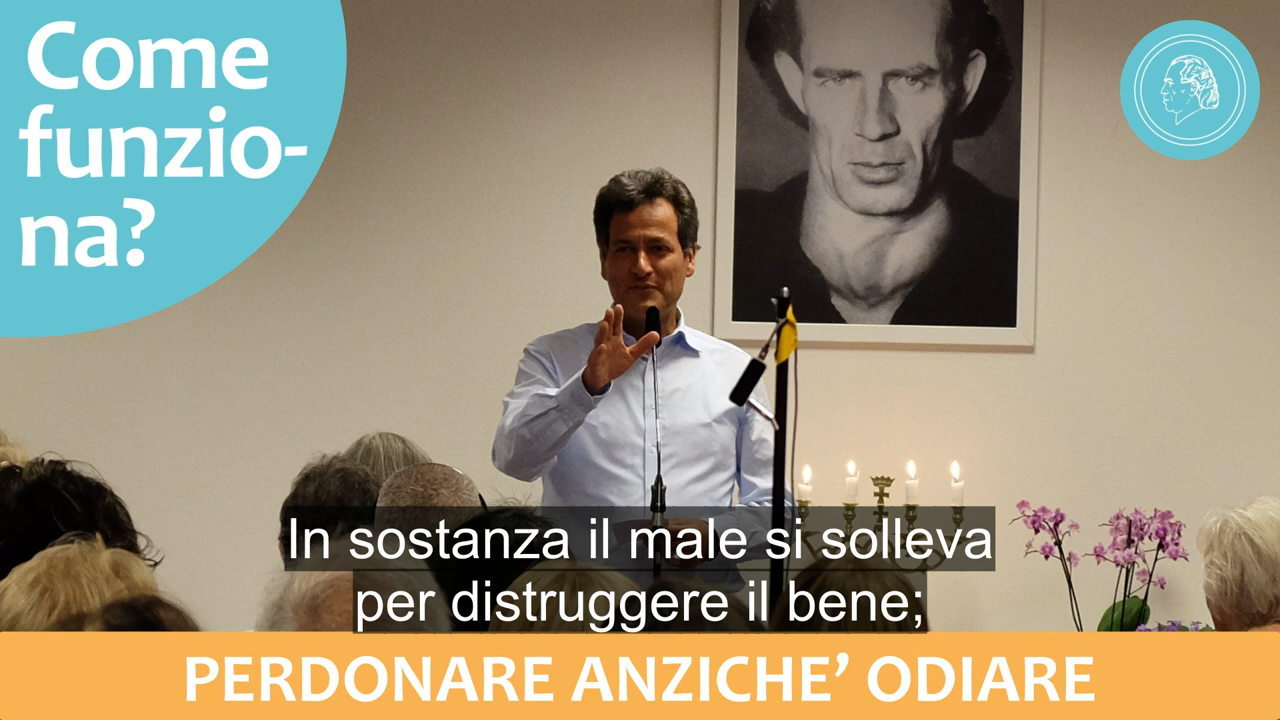 Come
funzio-
na?
In sostanza il male si solleva
per distruggere il bene;
PERDONARE ANZICHE’ ODIARE